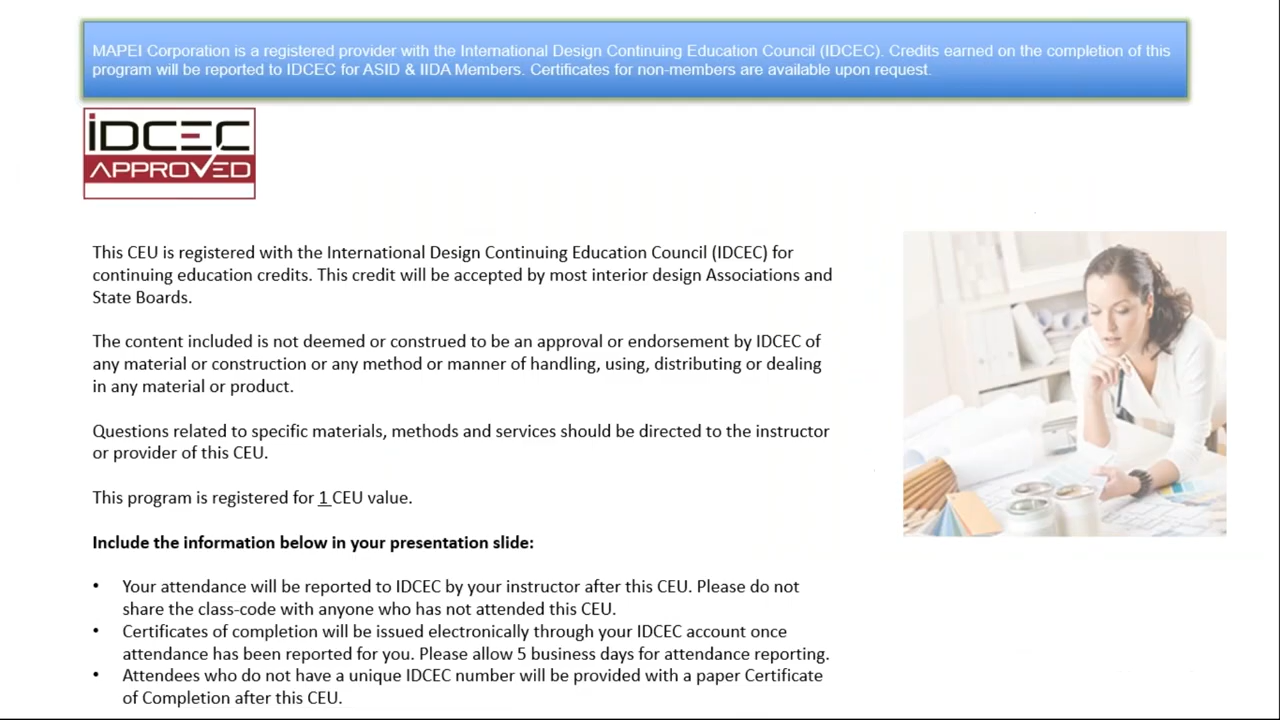 MAPEI Corporation is a registered provider with the International Design Continuing Education Council (IDCEC). Credits earned on the completion of this
program will be reported to IDCEC for ASID & IIDA Members. Certificates for non-members are available upon request.
iDCEC
APPROVED
This CEU is registered with the International Design Continuing Education Council (IDCEC) for
continuing education credits. This credit will be accepted by most interior design Associations and
State Boards.
The content included is not deemed or construed to be an approval or endorsement by IDCEC of
any material or construction or any method or manner of handling, using, distributing or dealing
in any material or product.
Questions related to specific materials, methods and services should be directed to the instructor
or provider of this CEU.
This program is registered for 1 CEU value.
Include the information below in your presentation slide:
• Your attendance will be reported to IDCEC by your instructor after this CEU. Please do not
share the class-code with anyone who has not attended this CEU.
• Certificates of completion will be issued electronically through your IDCEC account once
attendance has been reported for you. Please allow 5 business days for attendance reporting.
• Attendees who do not have a unique IDCEC number will be provided with a paper Certificate
of Completion after this CEU.